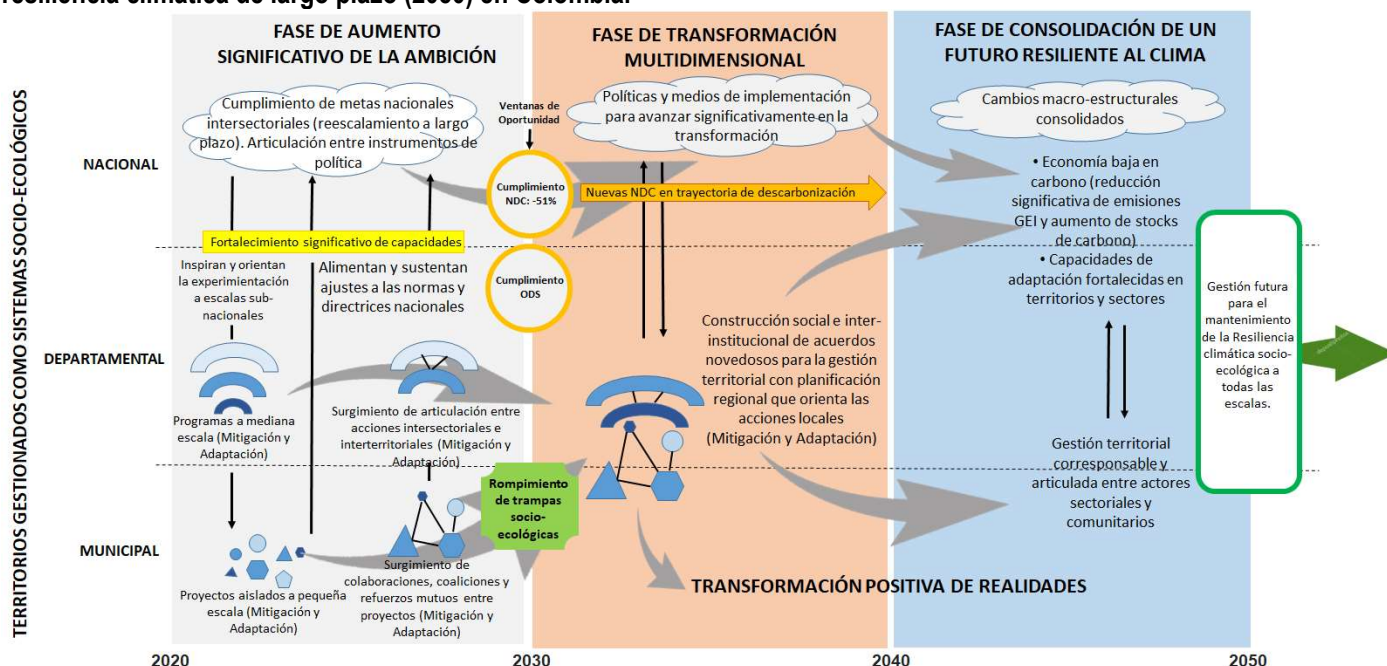 resiliencia climática de largo plazo (2050) en Colombia.
TERRITORIOS GESTIONADOS COMO SISTEMAS SOCIO-ECOLÓGICOS
FASE DE AUMENTO
SIGNIFICATIVO DE LA AMBICIÓN
FASE DE TRANSFORMACIÓN
MULTIDIMENSIONAL
FASE DE CONSOLIDACIÓN DE UN
FUTURO RESILIENTE AL CLIMA
NACIONAL
Cumplimiento de metas nacionales
intersectoriales (reescalamiento a largo
plazo). Articulación entre instrumentos de
política
Ventanas de
Oportunidad
Políticas y medios de implementación
para avanzar significativamente en la
transformación
Cambios macro-estructurales
consolidados
Cumplimiento
NDC: -51%
Nuevas NDC en trayectoria de descarbonización
• Economía baja en
carbono (reducción
significativa de emisiones
GEI y aumento de stocks
de carbono)
• Capacidades de
adaptación fortalecidas en
territorios y sectores
Fortalecimiento significativo de capacidades
Inspiran y orientan
la experimentación
a escalas sub-
nacionales
Alimentan y sustentan
ajustes a las normas y
directrices nacionales
Cumplimiento
ODS
Gestión futura
para el
mantenimiento
de la Resiliencia
climática socio-
ecológica a
todas las
escalas.
DEPARTAMENTAL
Programas a mediana
escala (Mitigación y
Adaptación)
Surgimiento de articulación entre
acciones intersectoriales e
interterritoriales (Mitigación y
Adaptación)
Construcción social e inter-
institucional de acuerdos
novedosos para la gestión
territorial con planificación
regional que orienta las
acciones locales
(Mitigación y Adaptación)
Gestión territorial
corresponsable y
articulada entre actores
sectoriales y
comunitarios
Rompimiento
de trampas
socio-
ecológicas
MUNICIPAL
Proyectos aislados a pequeña
escala (Mitigación y
Adaptación)
Surgimiento de
colaboraciones, coaliciones y
refuerzos mutuos entre
proyectos (Mitigación y
Adaptación)
TRANSFORMACIÓN POSITIVA DE REALIDADES
2020
2030
2040
2050